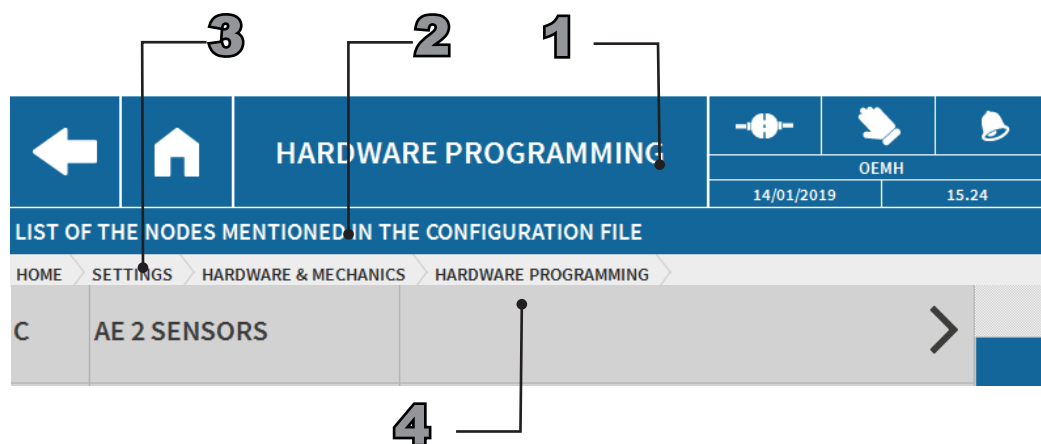 3 2 1
HARDWARE PROGRAMMING
OEMH
14/01/2019 15.24
LIST OF THE NODES MENTIONED IN THE CONFIGURATION FILE
HOME SETTINGS HARDWARE & MECHANICS HARDWARE PROGRAMMING
C AE 2 SENSORS
4